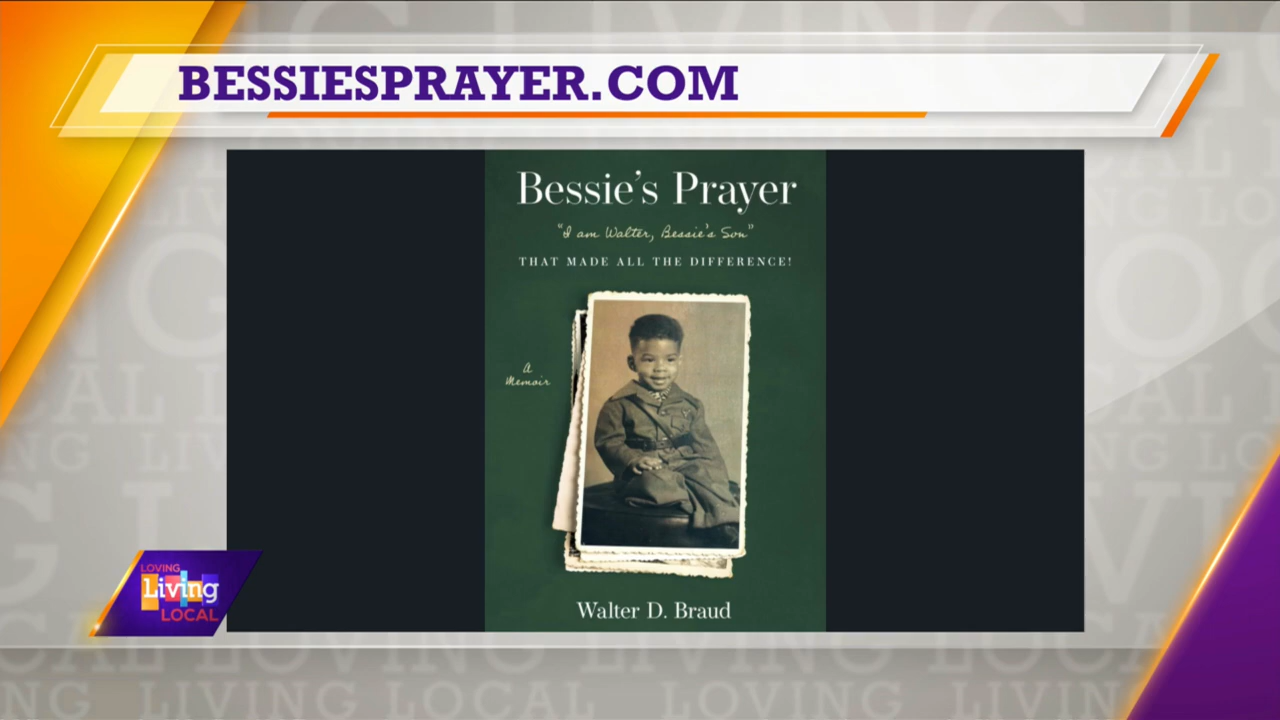 BESSIESPRAYER.COM
Bessie's Prayer
"I am Walter, Bessie's Son"
THAT MADE ALL THE DIFFERENCE!
A
Memoir
Walter D. Braud
LOVING
Living
LOCAL